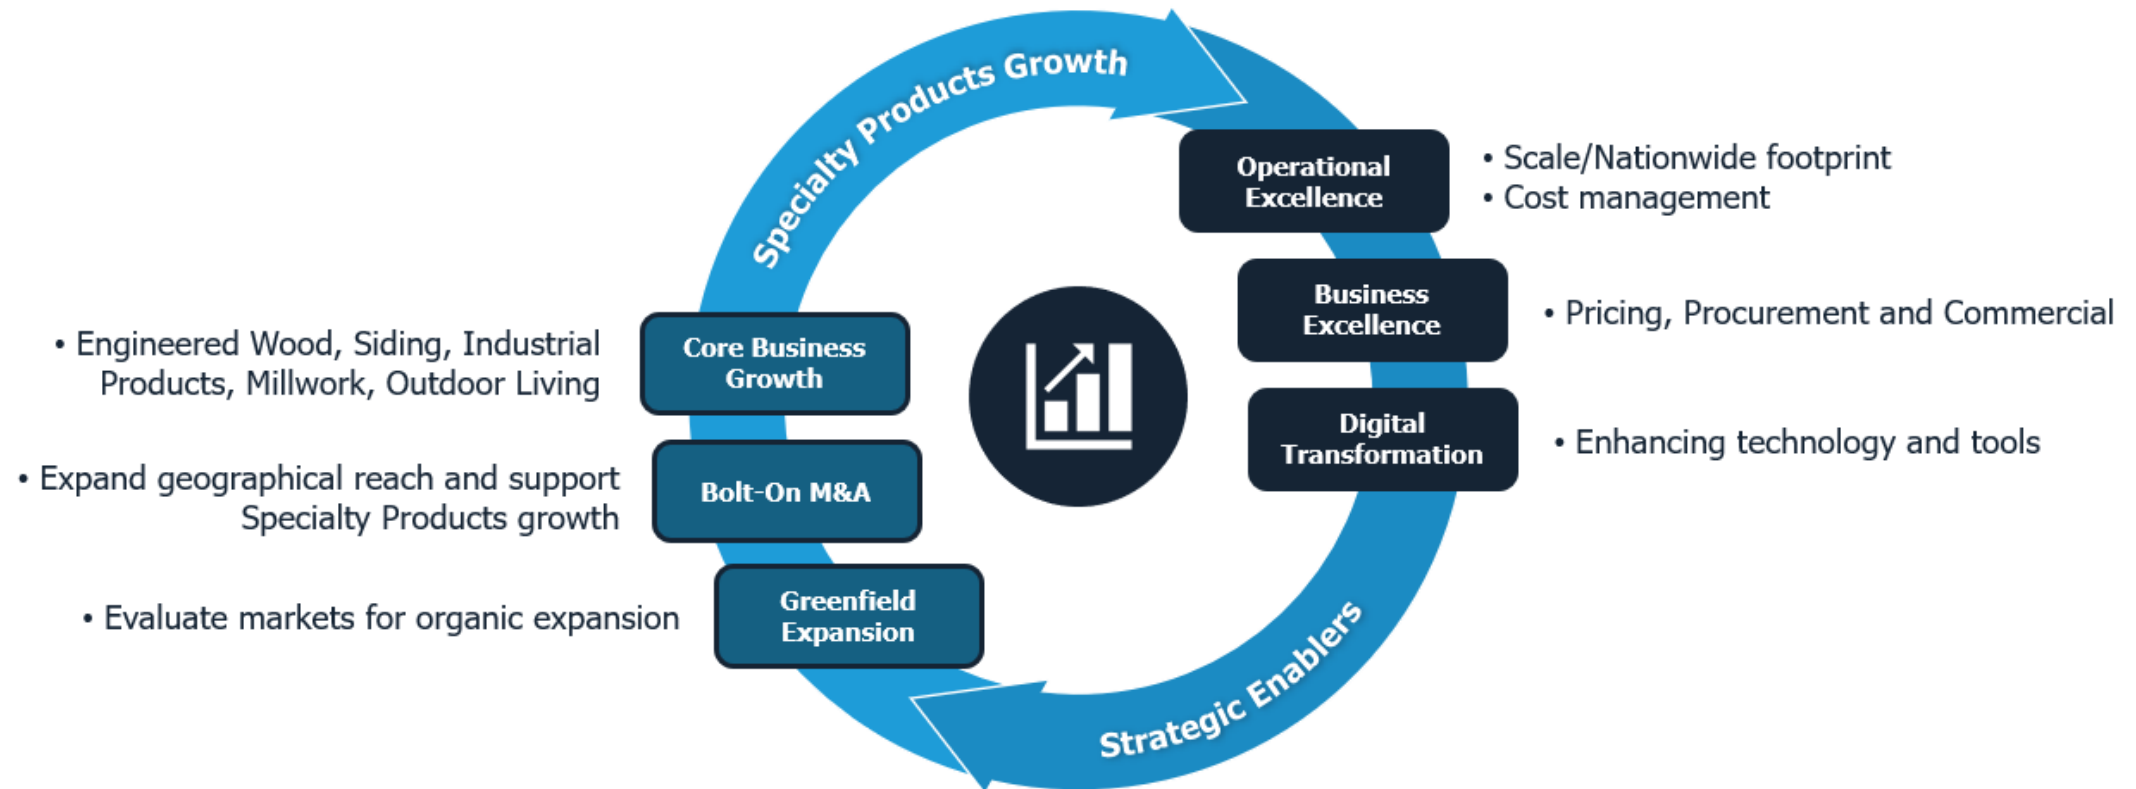 Specialty Products Growth
• Engineered Wood, Siding, Industrial
Products, Millwork, Outdoor Living
Core Business
Growth
• Expand geographical reach and support
Specialty Products growth
Bolt-On M&A
• Evaluate markets for organic expansion
Greenfield
Expansion
Operational
Excellence
• Scale/Nationwide footprint
• Cost management
Business
Excellence
• Pricing, Procurement and Commercial
Digital
Transformation
• Enhancing technology and tools
Strategic Enablers